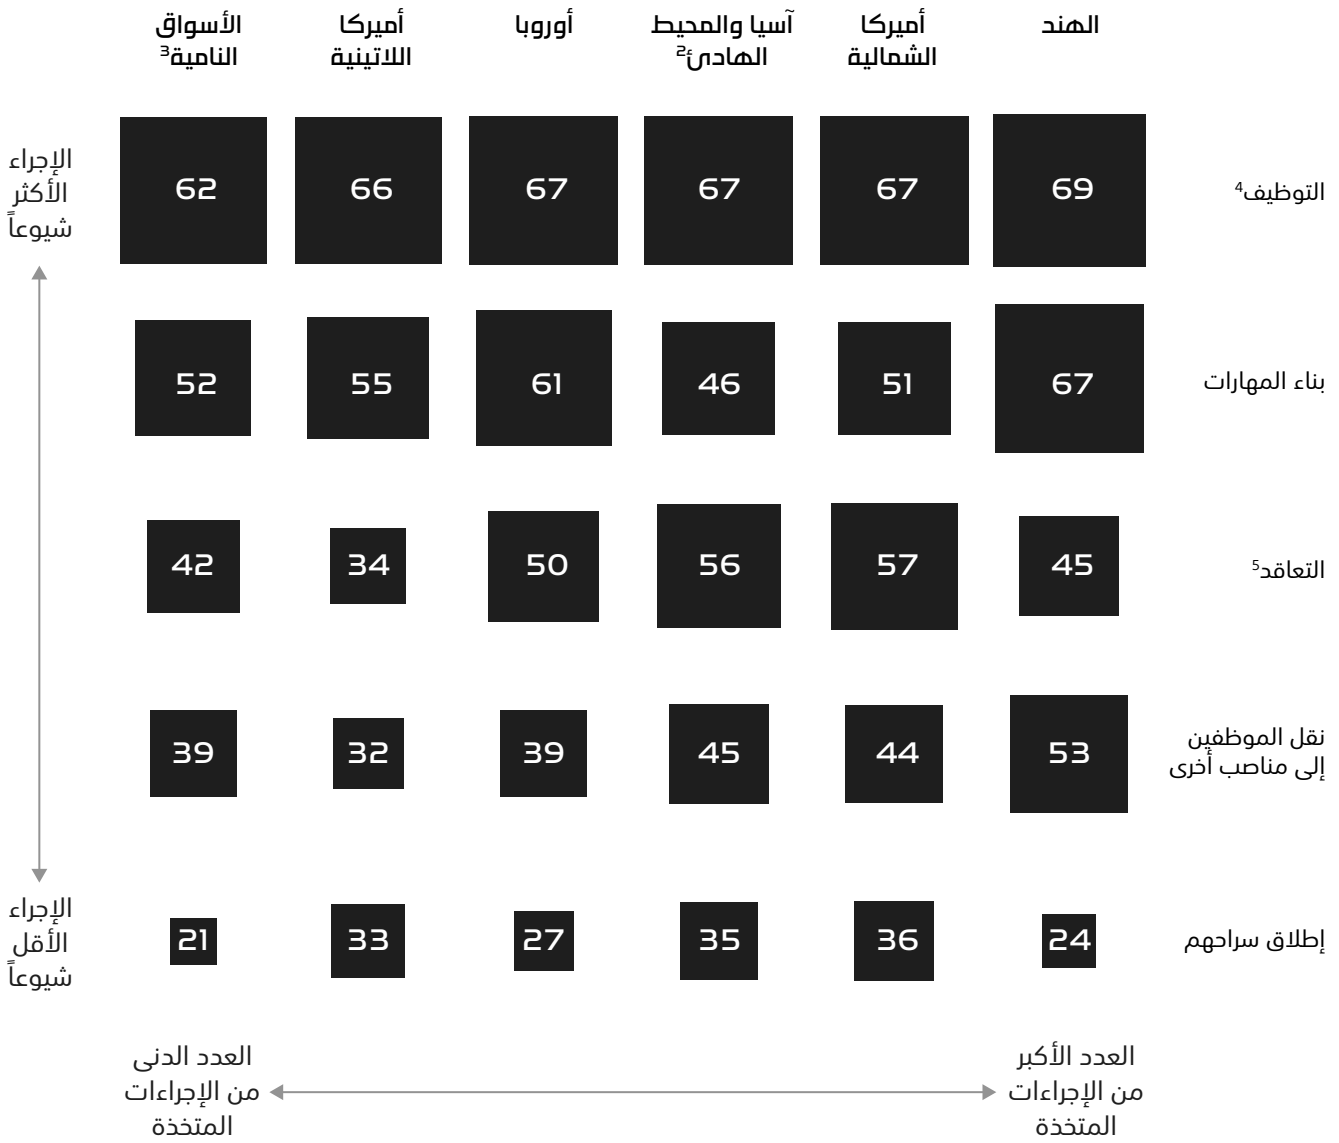 الهند
أميركا
الشمالية
آسيا والمحيط
الهادئ²
أوروبا
أميركا
اللاتينية
الأسواق
النامية³
الإجراء
الأكثر
شيوعاً
التوظيف⁴
69
67
67
67
66
62
بناء المهارات
67
51
46
61
55
52
التعاقد⁵
45
57
56
50
34
42
نقل الموظفين
إلى مناصب أخرى
53
44
45
39
32
39
إطلاق سراحهم
24
36
35
27
33
21
الإجراء
الأقل
شيوعاً
العدد الأكبر
من الإجراءات
المتخذة
العدد الدنى
من الإجراءات
المتخذة